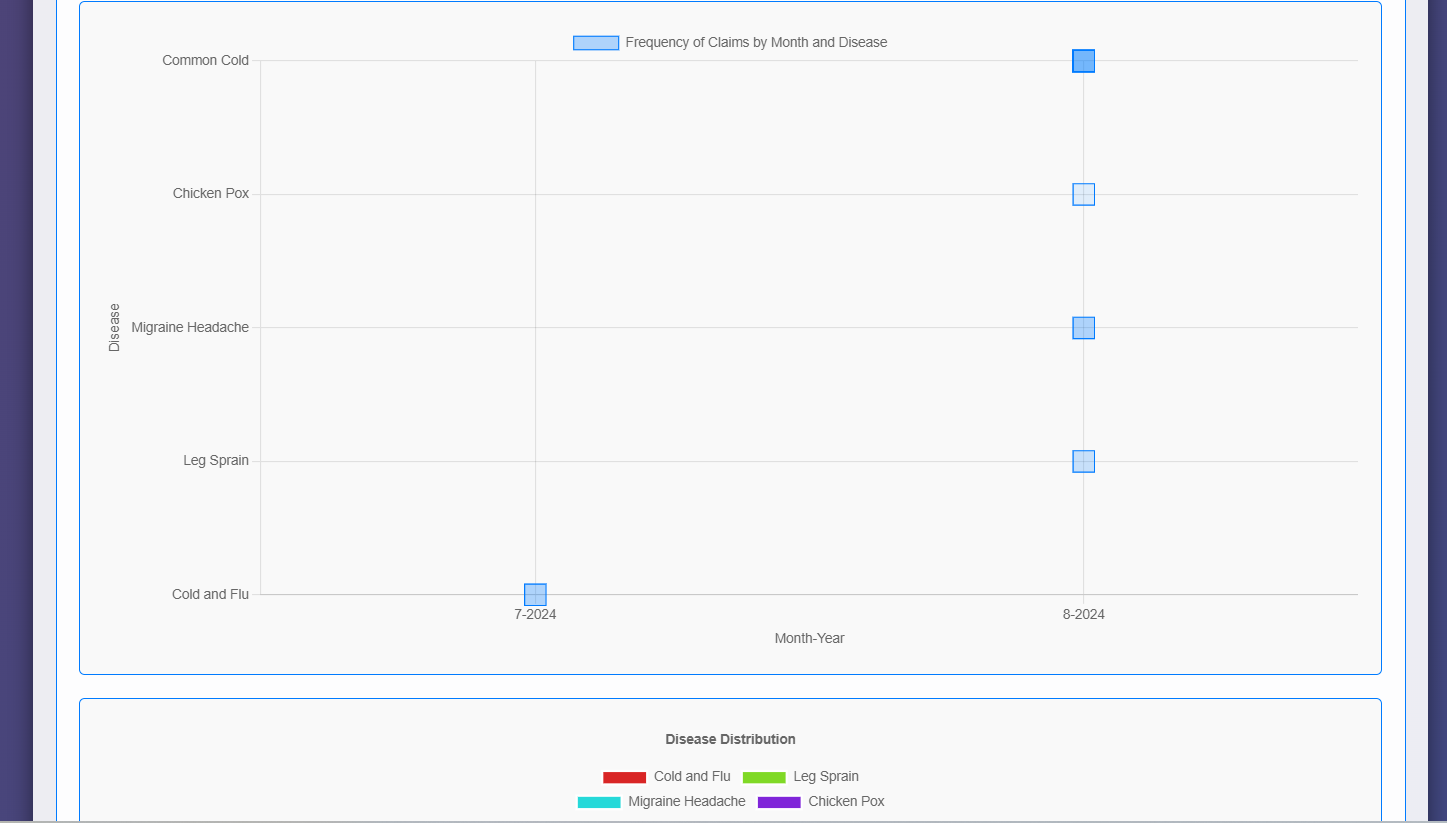 Frequency of Claims by Month and Disease
Common Cold
Chicken Pox
Disease
Migraine Headache
Leg Sprain
Cold and Flu
7-2024 8-2024
Month-Year
Disease Distribution
Cold and Flu Leg Sprain
Migraine Headache Chicken Pox